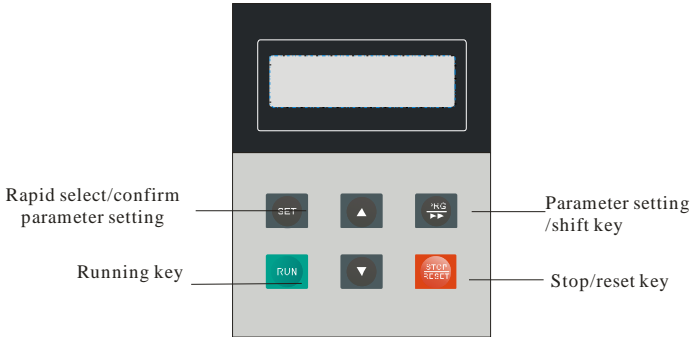 Rapid select/confirm
parameter setting
SET
PRG
Parameter setting
/shift key
Running key
RUN
STOP
RESET
Stop/reset key